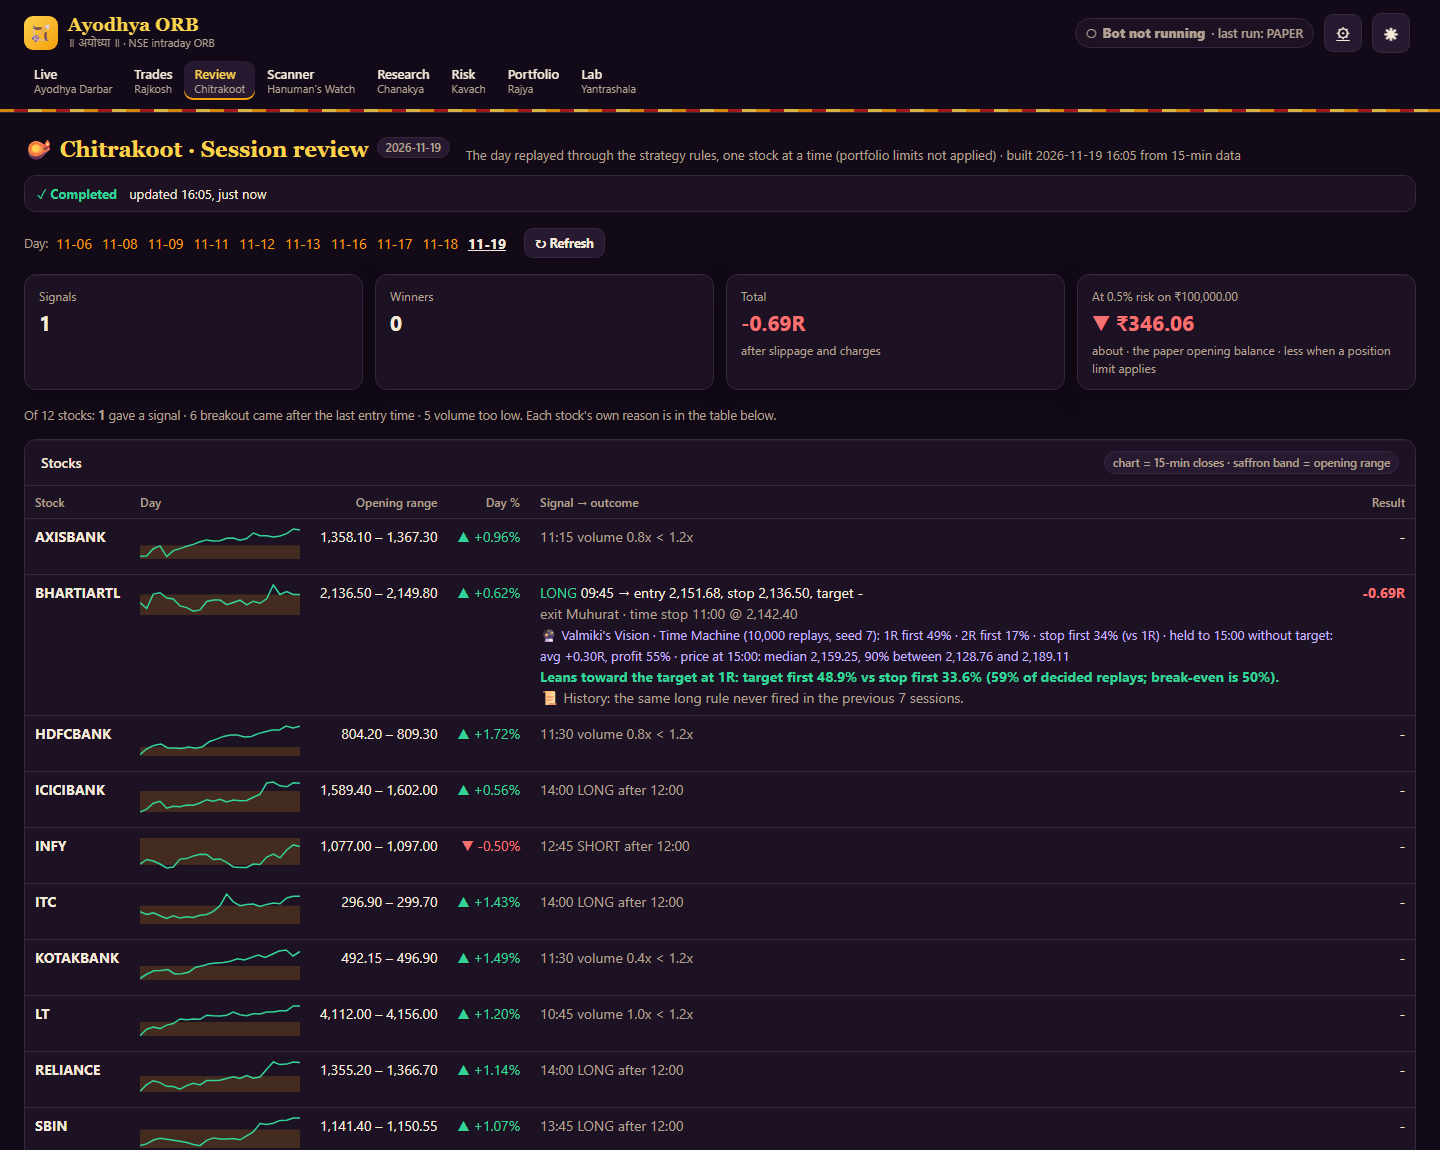 Ayodhya ORB
॥ अयोध्या ॥ · NSE intraday ORB
Bot not running · last run: PAPER
Live
Ayodhya Darbar
Trades
Rajkosh
Review
Chitrakoot
Scanner
Hanuman's Watch
Research
Chanakya
Risk
Kavach
Portfolio
Rajya
Lab
Yantrashala
Chitrakoot · Session review 2026-11-19 The day replayed through the strategy rules, one stock at a time (portfolio limits not applied) · built 2026-11-19 16:05 from 15-min data
✓ Completed updated 16:05, just now
Day: 11-06 11-08 11-09 11-11 11-12 11-13 11-16 11-17 11-18 11-19 ↻ Refresh
Signals
1
Winners
0
Total
-0.69R
after slippage and charges
At 0.5% risk on ₹100,000.00
▼ ₹346.06
about · the paper opening balance · less when a position
limit applies
Of 12 stocks: 1 gave a signal · 6 breakout came after the last entry time · 5 volume too low. Each stock's own reason is in the table below.
Stocks
chart = 15-min closes · saffron band = opening range
Stock Day Opening range Day % Signal → outcome Result
AXISBANK 1,358.10 – 1,367.30 ▲ +0.96% 11:15 volume 0.8x < 1.2x -
BHARTIARTL 2,136.50 – 2,149.80 ▲ +0.62% LONG 09:45 → entry 2,151.68, stop 2,136.50, target - -0.69R
exit Muhurat · time stop 11:00 @ 2,142.40
🔮 Valmiki's Vision · Time Machine (10,000 replays, seed 7): 1R first 49% · 2R first 17% · stop first 34% (vs 1R) · held to 15:00 without target:
avg +0.30R, profit 55% · price at 15:00: median 2,159.25, 90% between 2,128.76 and 2,189.11
Leans toward the target at 1R: target first 48.9% vs stop first 33.6% (59% of decided replays; break-even is 50%).
📜 History: the same long rule never fired in the previous 7 sessions.
HDFCBANK 804.20 – 809.30 ▲ +1.72% 11:30 volume 0.8x < 1.2x -
ICICIBANK 1,589.40 – 1,602.00 ▲ +0.56% 14:00 LONG after 12:00 -
INFY 1,077.00 – 1,097.00 ▼ -0.50% 12:45 SHORT after 12:00 -
ITC 296.90 – 299.70 ▲ +1.43% 14:00 LONG after 12:00 -
KOTAKBANK 492.15 – 496.90 ▲ +1.49% 11:30 volume 0.4x < 1.2x -
LT 4,112.00 – 4,156.00 ▲ +1.20% 10:45 volume 1.0x < 1.2x -
RELIANCE 1,355.20 – 1,366.70 ▲ +1.14% 14:00 LONG after 12:00 -
SBIN 1,141.40 – 1,150.55 ▲ +1.07% 13:45 LONG after 12:00 -